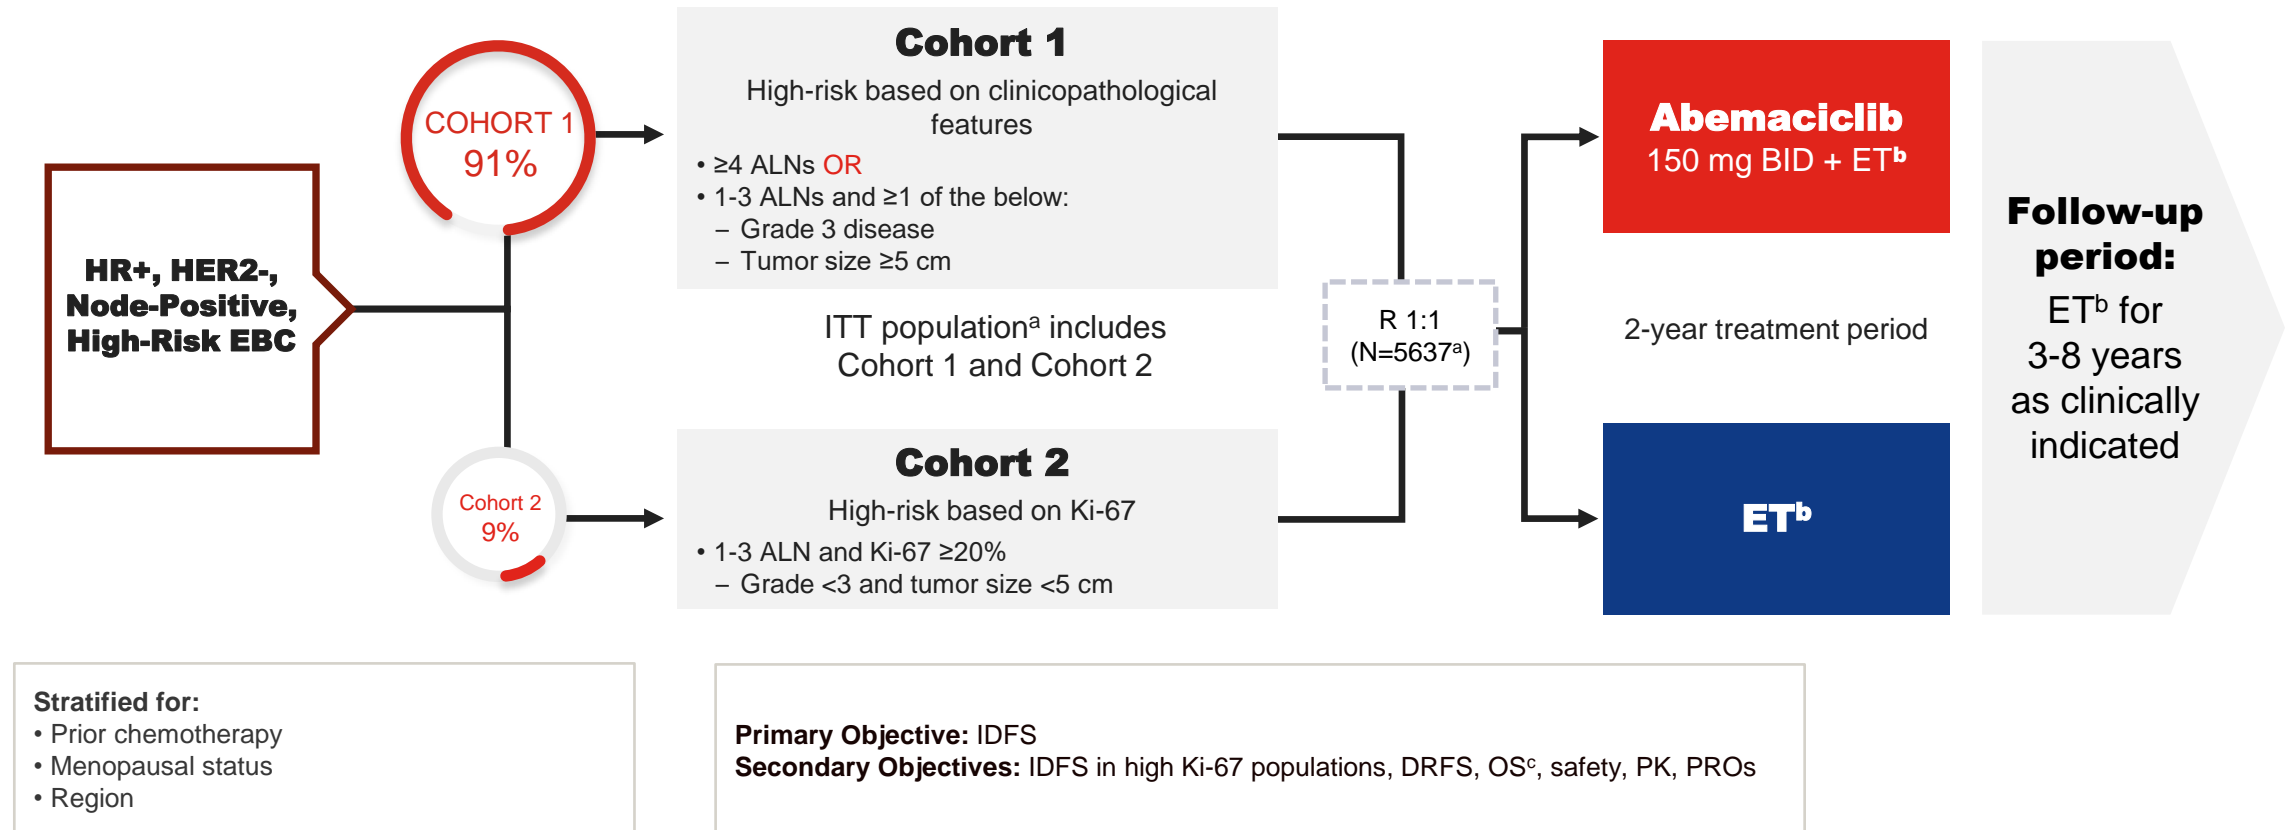 HR+, HER2-,
Node-Positive,
High-Risk EBC
COHORT 1
91%
Cohort 2
9%
Cohort 1
High-risk based on clinicopathological
features
• ≥4 ALNs OR
• 1-3 ALNs and ≥1 of the below:
– Grade 3 disease
– Tumor size ≥5 cm
ITT populationᵃ includes
Cohort 1 and Cohort 2
Cohort 2
High-risk based on Ki-67
• 1-3 ALN and Ki-67 ≥20%
– Grade <3 and tumor size <5 cm
R 1:1
(N=5637ᵃ)
Abemaciclib
150 mg BID + ETᵇ
2-year treatment period
ETᵇ
Follow-up
period:
ETᵇ for
3-8 years
as clinically
indicated
Stratified for:
• Prior chemotherapy
• Menopausal status
• Region
Primary Objective: IDFS
Secondary Objectives: IDFS in high Ki-67 populations, DRFS, OSᶜ, safety, PK, PROs